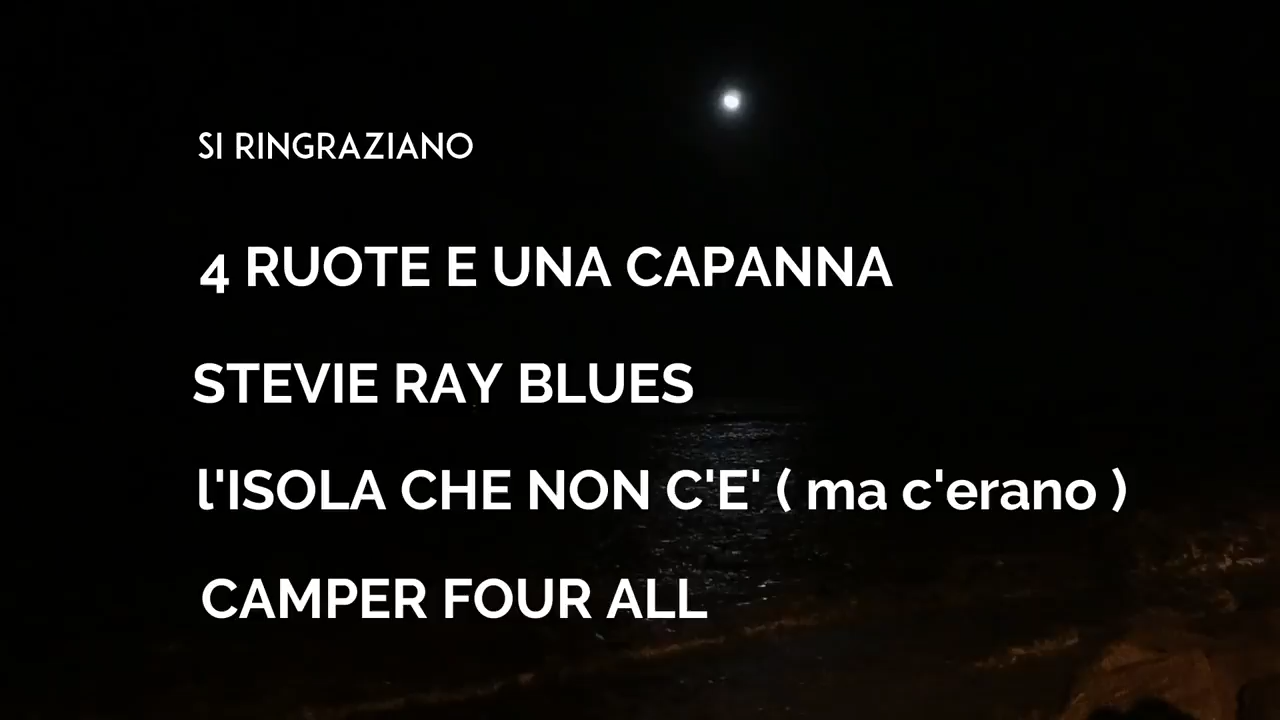 SI RINGRAZIANO
4 RUOTE E UNA CAPANNA
STEVIE RAY BLUES
l'ISOLA CHE NON C'E' ( ma c'erano )
CAMPER FOUR ALL